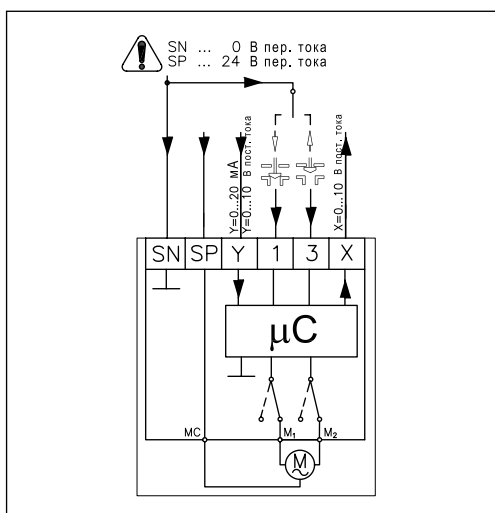 SN ... 0 В пер. тока
SP ... 24 В пер. тока
Y=0...20 мА
Y=0...10 В пост. тока
X=0...10 В пост. тока
SN SP Y 1 3 X
µC
MC M₁ M₂
M